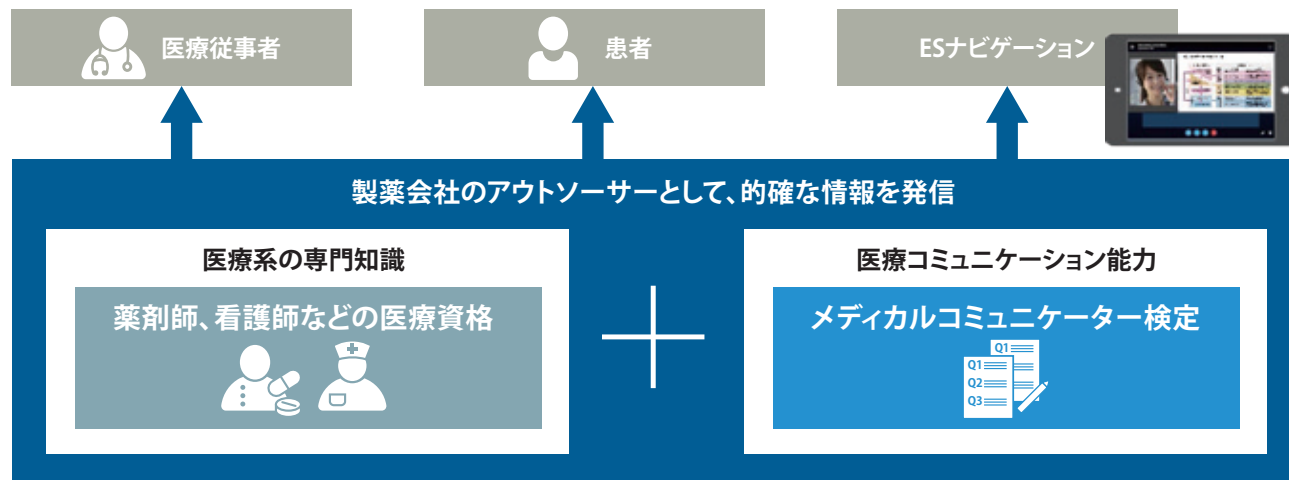 医療従事者
患者
ESナビゲーション
製薬会社のアウトソーサーとして、的確な情報を発信
医療系の専門知識
薬剤師、看護師などの医療資格
医療コミュニケーション能力
メディカルコミュニケーター検定
Q1
Q1
Q2
Q3